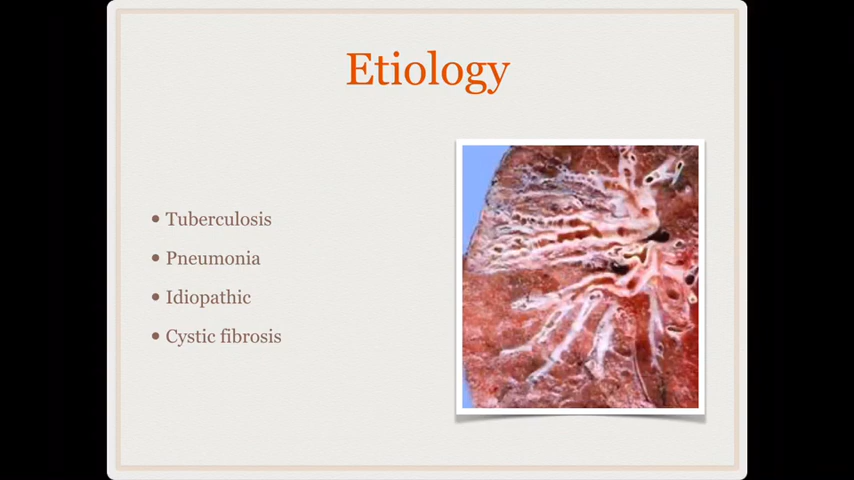 Etiology
• Tuberculosis
• Pneumonia
• Idiopathic
• Cystic fibrosis